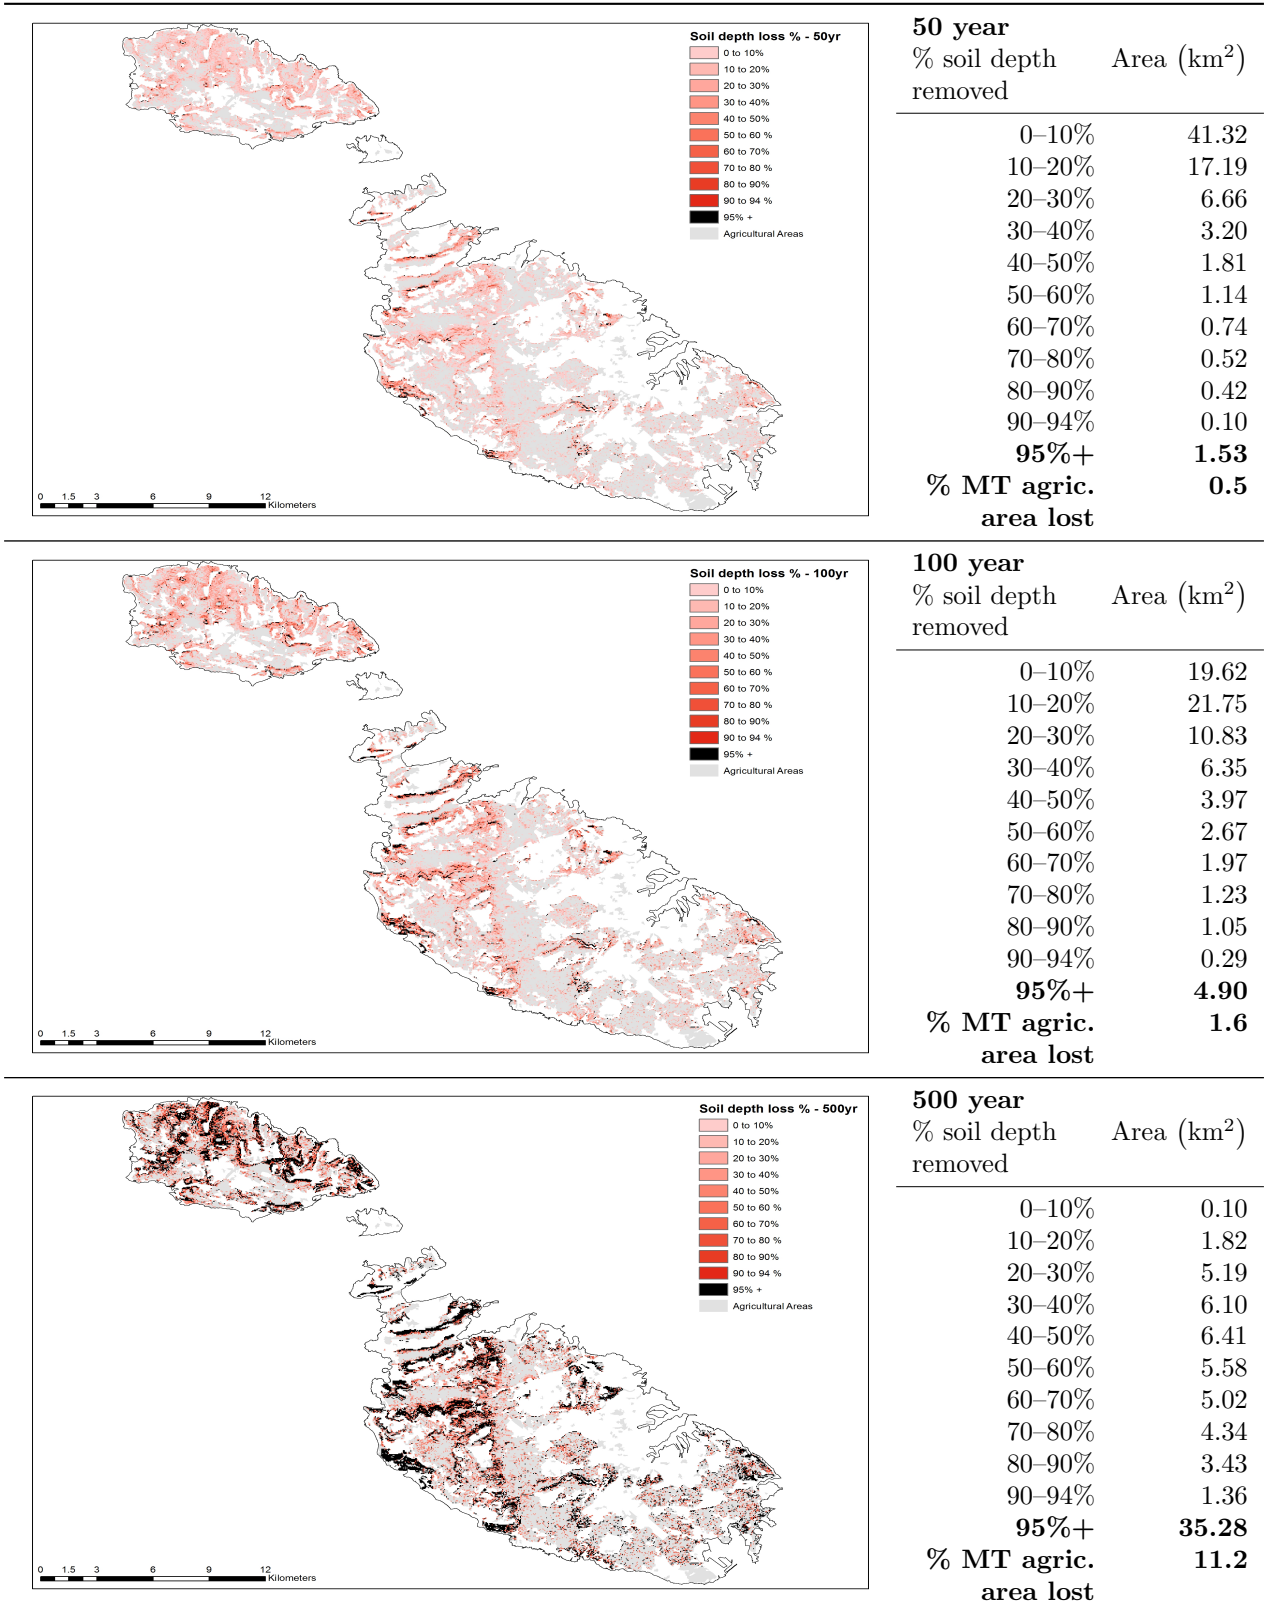 Soil depth loss % - 50yr
0 to 10%
10 to 20%
20 to 30%
30 to 40%
40 to 50%
50 to 60 %
60 to 70%
70 to 80 %
80 to 90%
90 to 94 %
95% +
Agricultural Areas
0 1.5 3 6 9 12
Kilometers
50 year
% soil depth Area (km²)
removed
0–10% 41.32
10–20% 17.19
20–30% 6.66
30–40% 3.20
40–50% 1.81
50–60% 1.14
60–70% 0.74
70–80% 0.52
80–90% 0.42
90–94% 0.10
95%+ 1.53
% MT agric. 0.5
area lost
Soil depth loss % - 100yr
0 to 10%
10 to 20%
20 to 30%
30 to 40%
40 to 50%
50 to 60 %
60 to 70%
70 to 80 %
80 to 90%
90 to 94 %
95% +
Agricultural Areas
0 1.5 3 6 9 12
Kilometers
100 year
% soil depth Area (km²)
removed
0–10% 19.62
10–20% 21.75
20–30% 10.83
30–40% 6.35
40–50% 3.97
50–60% 2.67
60–70% 1.97
70–80% 1.23
80–90% 1.05
90–94% 0.29
95%+ 4.90
% MT agric. 1.6
area lost
Soil depth loss % - 500yr
0 to 10%
10 to 20%
20 to 30%
30 to 40%
40 to 50%
50 to 60 %
60 to 70%
70 to 80 %
80 to 90%
90 to 94 %
95% +
Agricultural Areas
0 1.5 3 6 9 12
Kilometers
500 year
% soil depth Area (km²)
removed
0–10% 0.10
10–20% 1.82
20–30% 5.19
30–40% 6.10
40–50% 6.41
50–60% 5.58
60–70% 5.02
70–80% 4.34
80–90% 3.43
90–94% 1.36
95%+ 35.28
% MT agric. 11.2
area lost